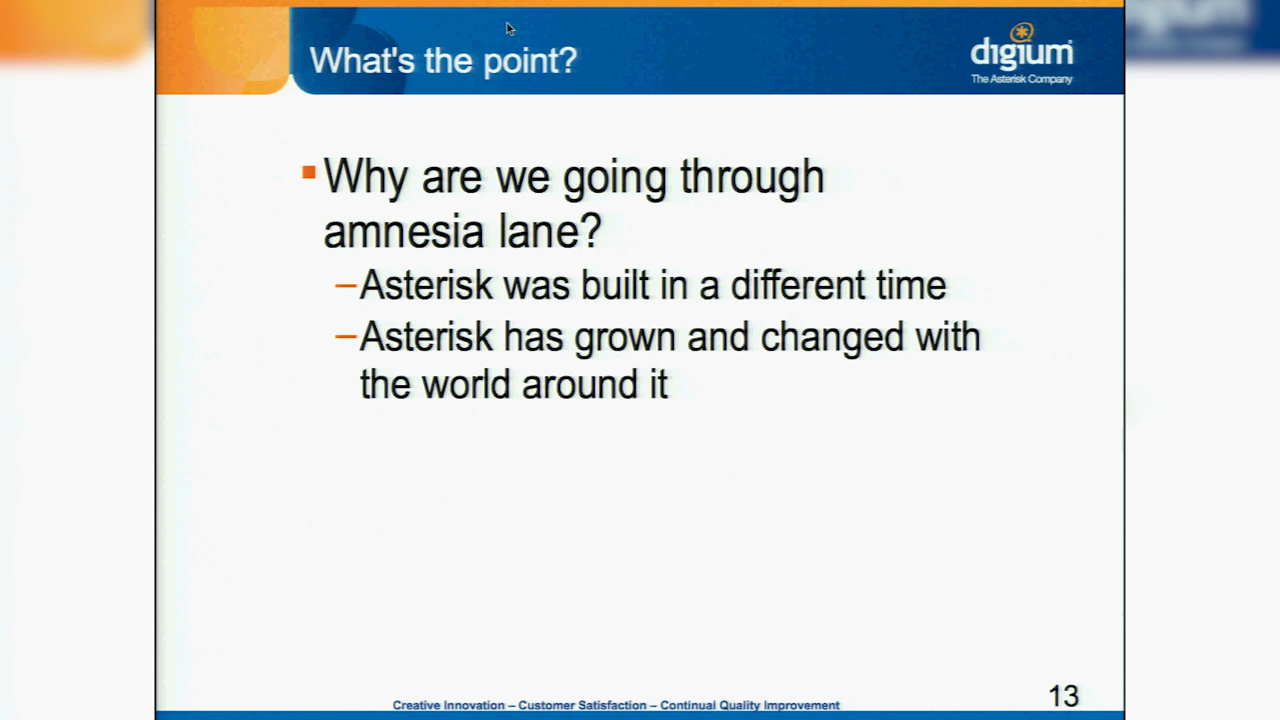 What's the point?
digium
The Asterisk Company
Why are we going through
amnesia lane?
–Asterisk was built in a different time
–Asterisk has grown and changed with
the world around it
Creative Innovation – Customer Satisfaction – Continual Quality Improvement
13